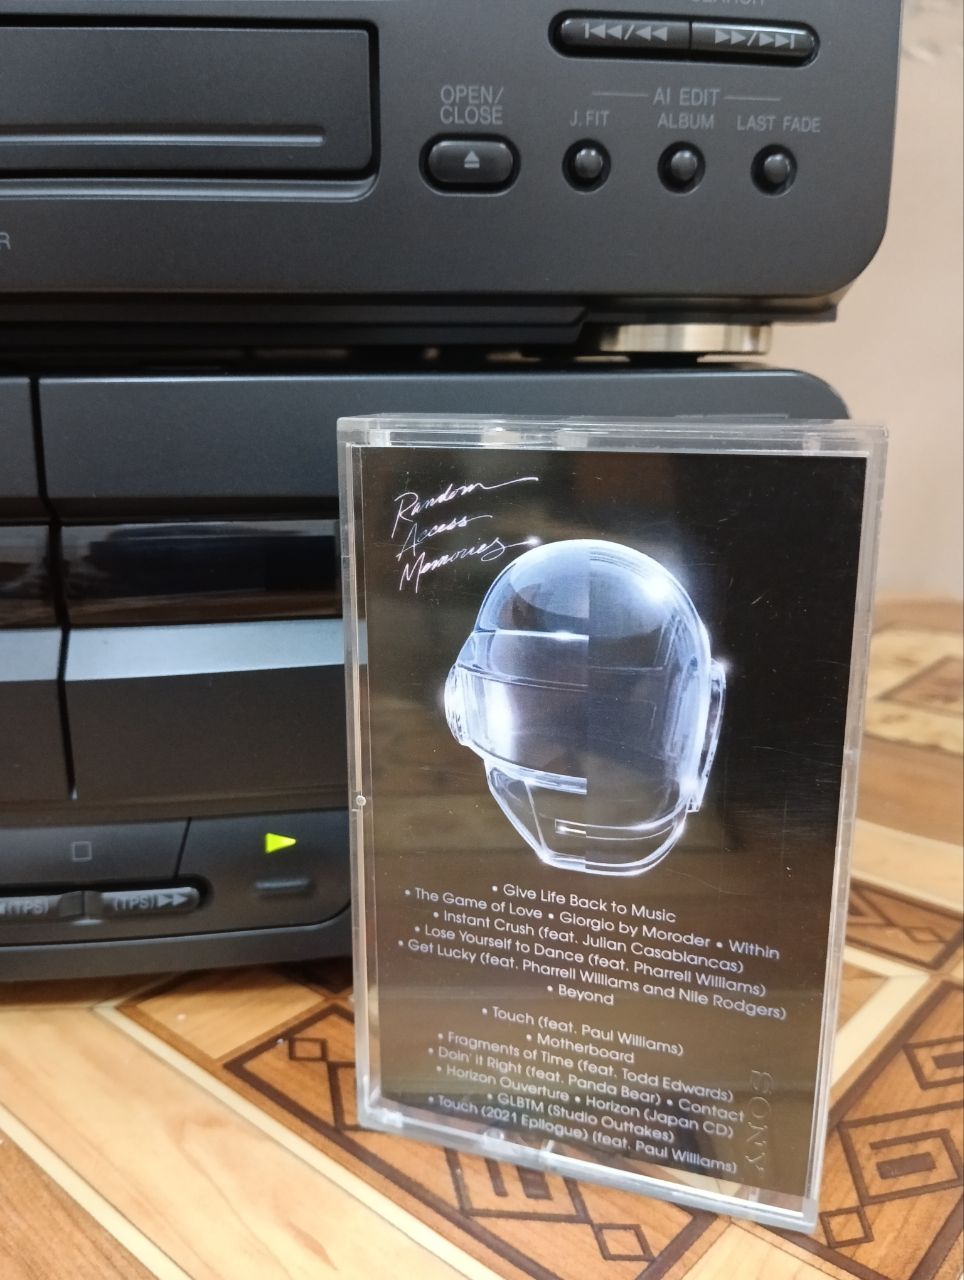 OPEN/
CLOSE
AI EDIT
J. FIT
ALBUM
LAST FADE
R
(TPS)
(TPS)
Random
Access
Memories
• Give Life Back to Music
• The Game of Love • Giorgio by Moroder • Within
• Instant Crush (feat. Julian Casablancas)
• Lose Yourself to Dance (feat. Pharrell Williams)
• Get Lucky (feat. Pharrell Williams and Nile Rodgers)
• Beyond
• Touch (feat. Paul Williams)
• Motherboard
• Fragments of Time (feat. Todd Edwards)
• Doin' it Right (feat. Panda Bear) • Contact
• Horizon Ouverture • Horizon (Japan CD)
• GLBTM (Studio Outtakes)
• Touch (2021 Epilogue) (feat. Paul Williams)
SONY